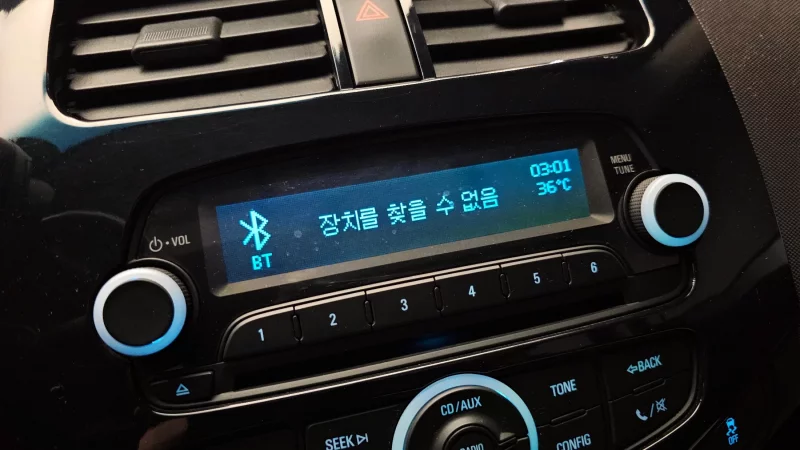 03:01
36°C
장치를 찾을 수 없음
BT
MENU
TUNE
VOL
1 2 3 4 5 6
CD/AUX
RADIO
SEEK
TONE
CONFIG
BACK
OFF